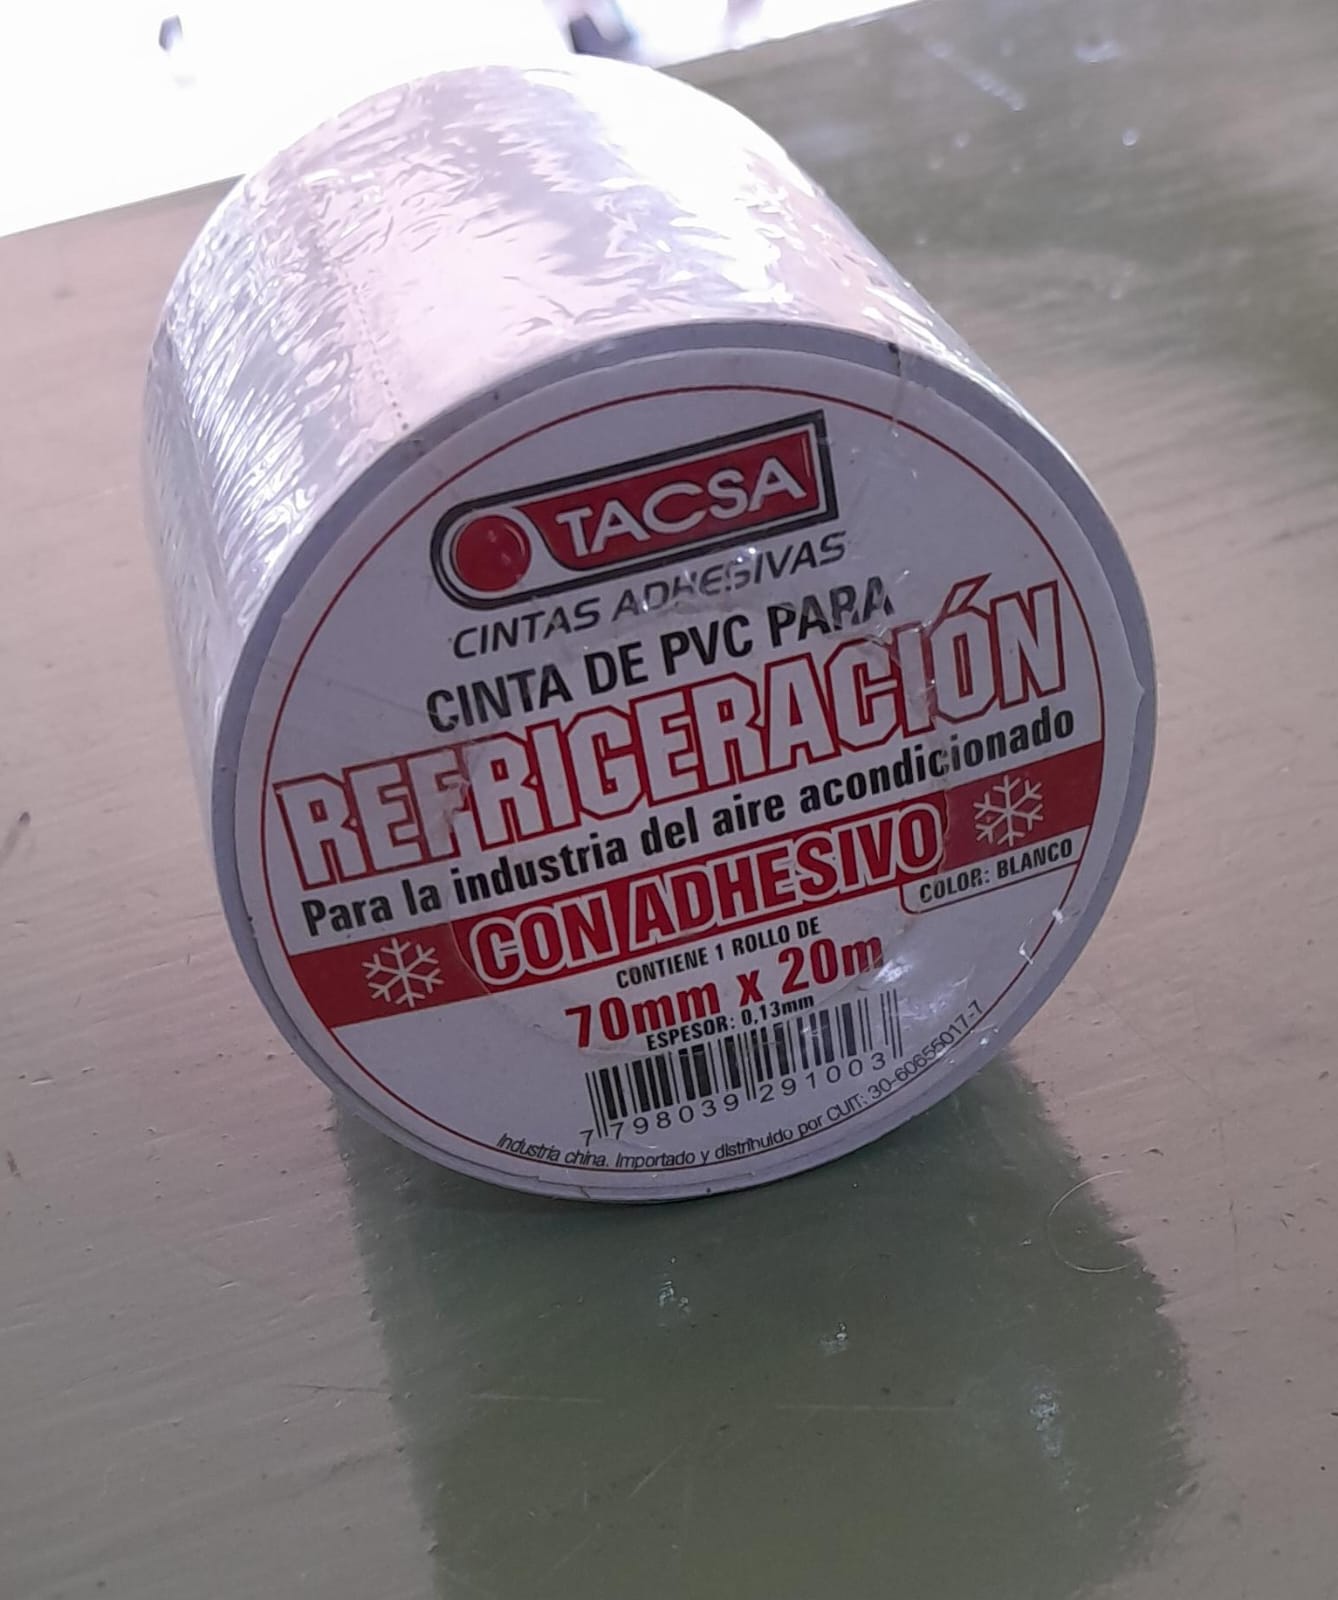 TACSA
CINTAS ADHESIVAS
CINTA DE PVC PARA
REFRIGERACIÓN
Para la industria del aire acondicionado
CON ADHESIVO
COLOR: BLANCO
CONTIENE 1 ROLLO DE
70mm x 20m
ESPESOR: 0,13mm
7 798039 291003
Industria china. Importado y distribuido por CUIT: 30-60655017-7